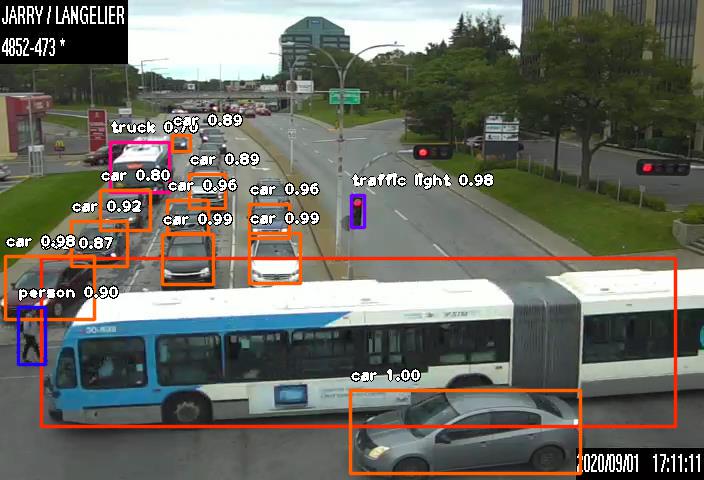 JARRY / LANGELIER
4852-473 *
truck 0.70
car 0.89
car 0.89
car 0.80
car 0.96
car 0.96
traffic light 0.98
car 0.92
car 0.99
car 0.99
car 0.98
0.87
person 0.90
car 1.00
2020/09/01 17:11:11